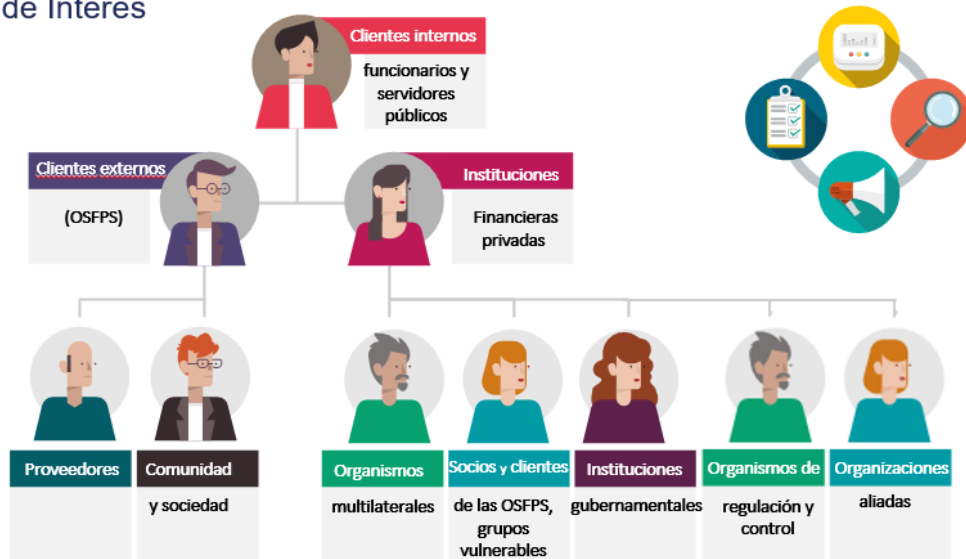 de Interés
Clientes internos
funcionarios y
servidores
públicos
Clientes externos
(OSFPS)
Instituciones
Financieras
privadas
Proveedores
Comunidad
y sociedad
Organismos
multilaterales
Socios y clientes
de las OSFPS,
grupos
vulnerables
Instituciones
gubernamentales
Organismos de
regulación y
control
Organizaciones
aliadas